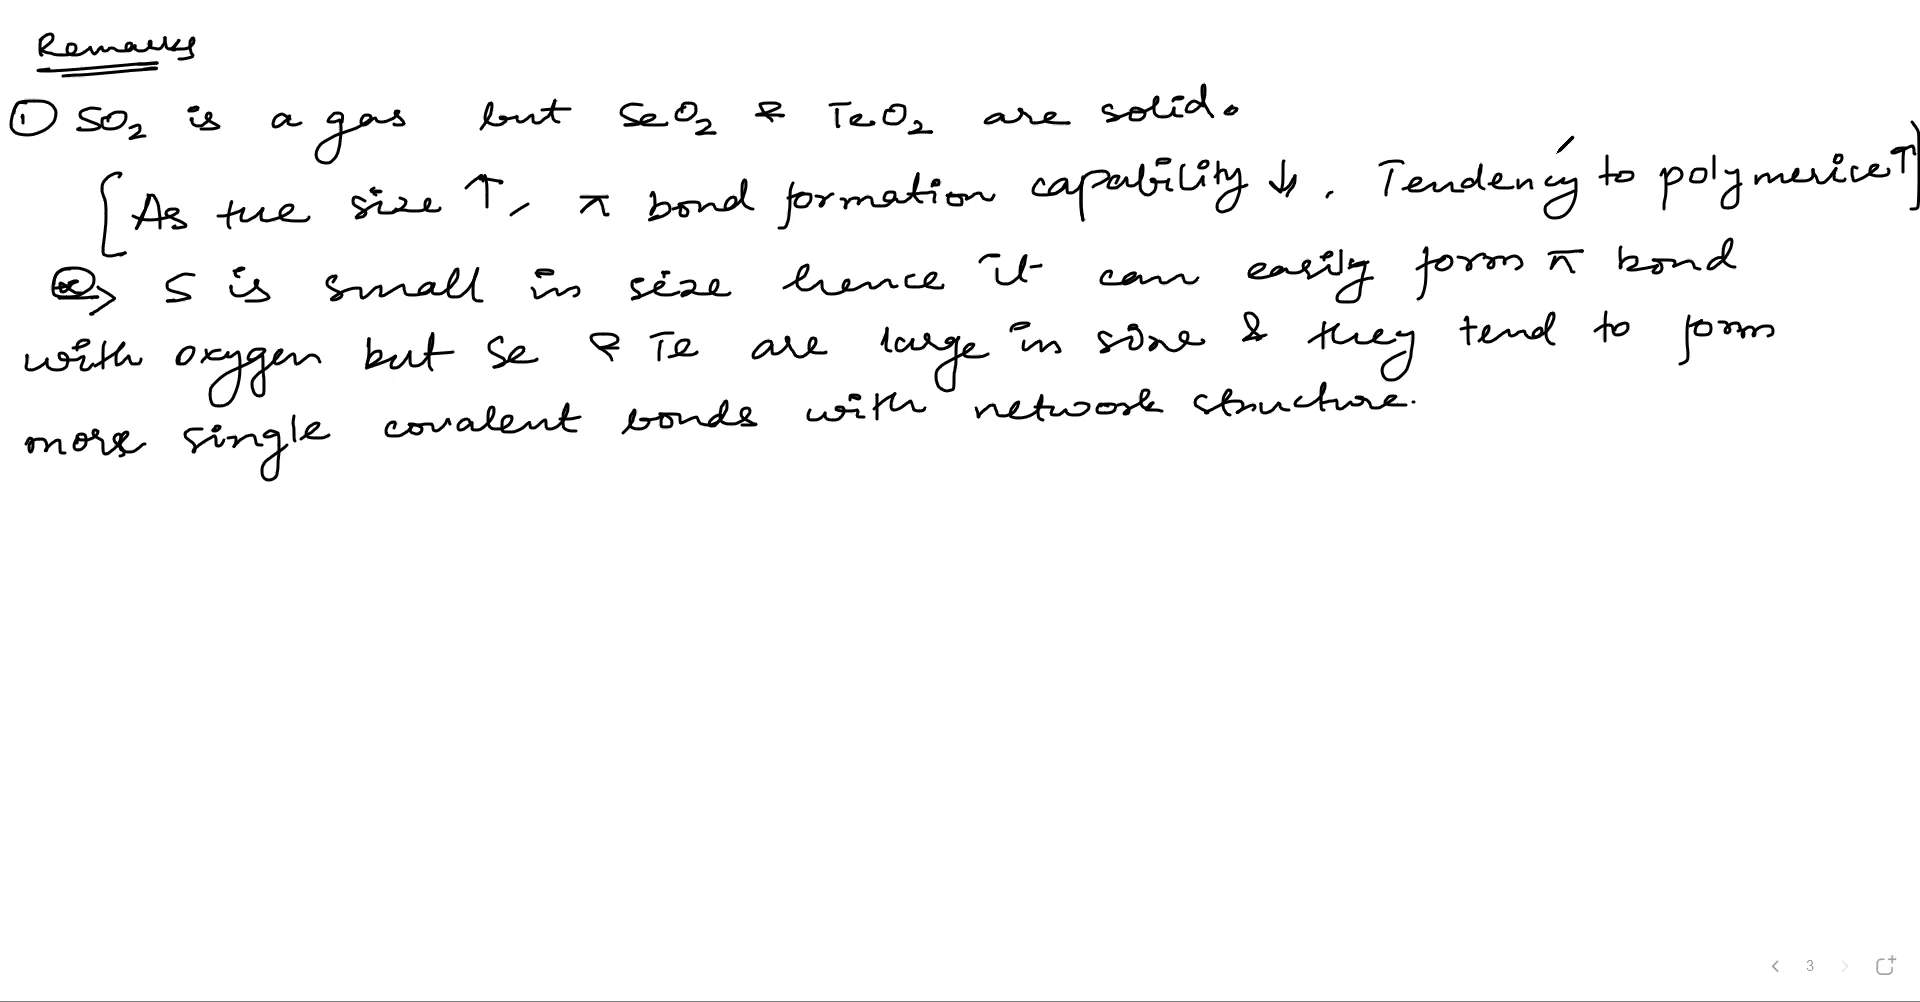 Remarks
① SO₂ is a gas but SeO₂ & TeO₂ are solid.
[As the size ↑, π bond formation capability ↓. Tendency to polymerice ↑]
→ S is small in size hence it can easily form π bond
with oxygen but Se & Te are large in size & they tend to form
more single covalent bonds with network structure.
3